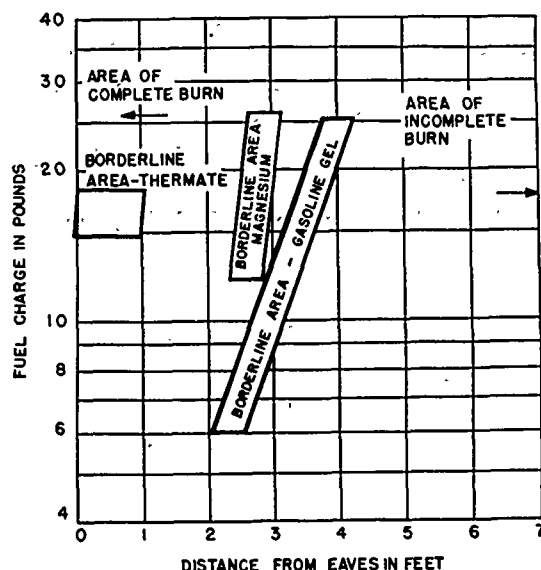 40
30
20
10
8
6
4
FUEL CHARGE IN POUNDS
AREA OF
COMPLETE BURN
BORDERLINE
AREA-THERMATE
BORDERLINE AREA
MAGNESIUM
BORDERLINE AREA - GASOLINE GEL
AREA OF
INCOMPLETE
BURN
0 1 2 3 4 5 6 7
DISTANCE FROM EAVES IN FEET